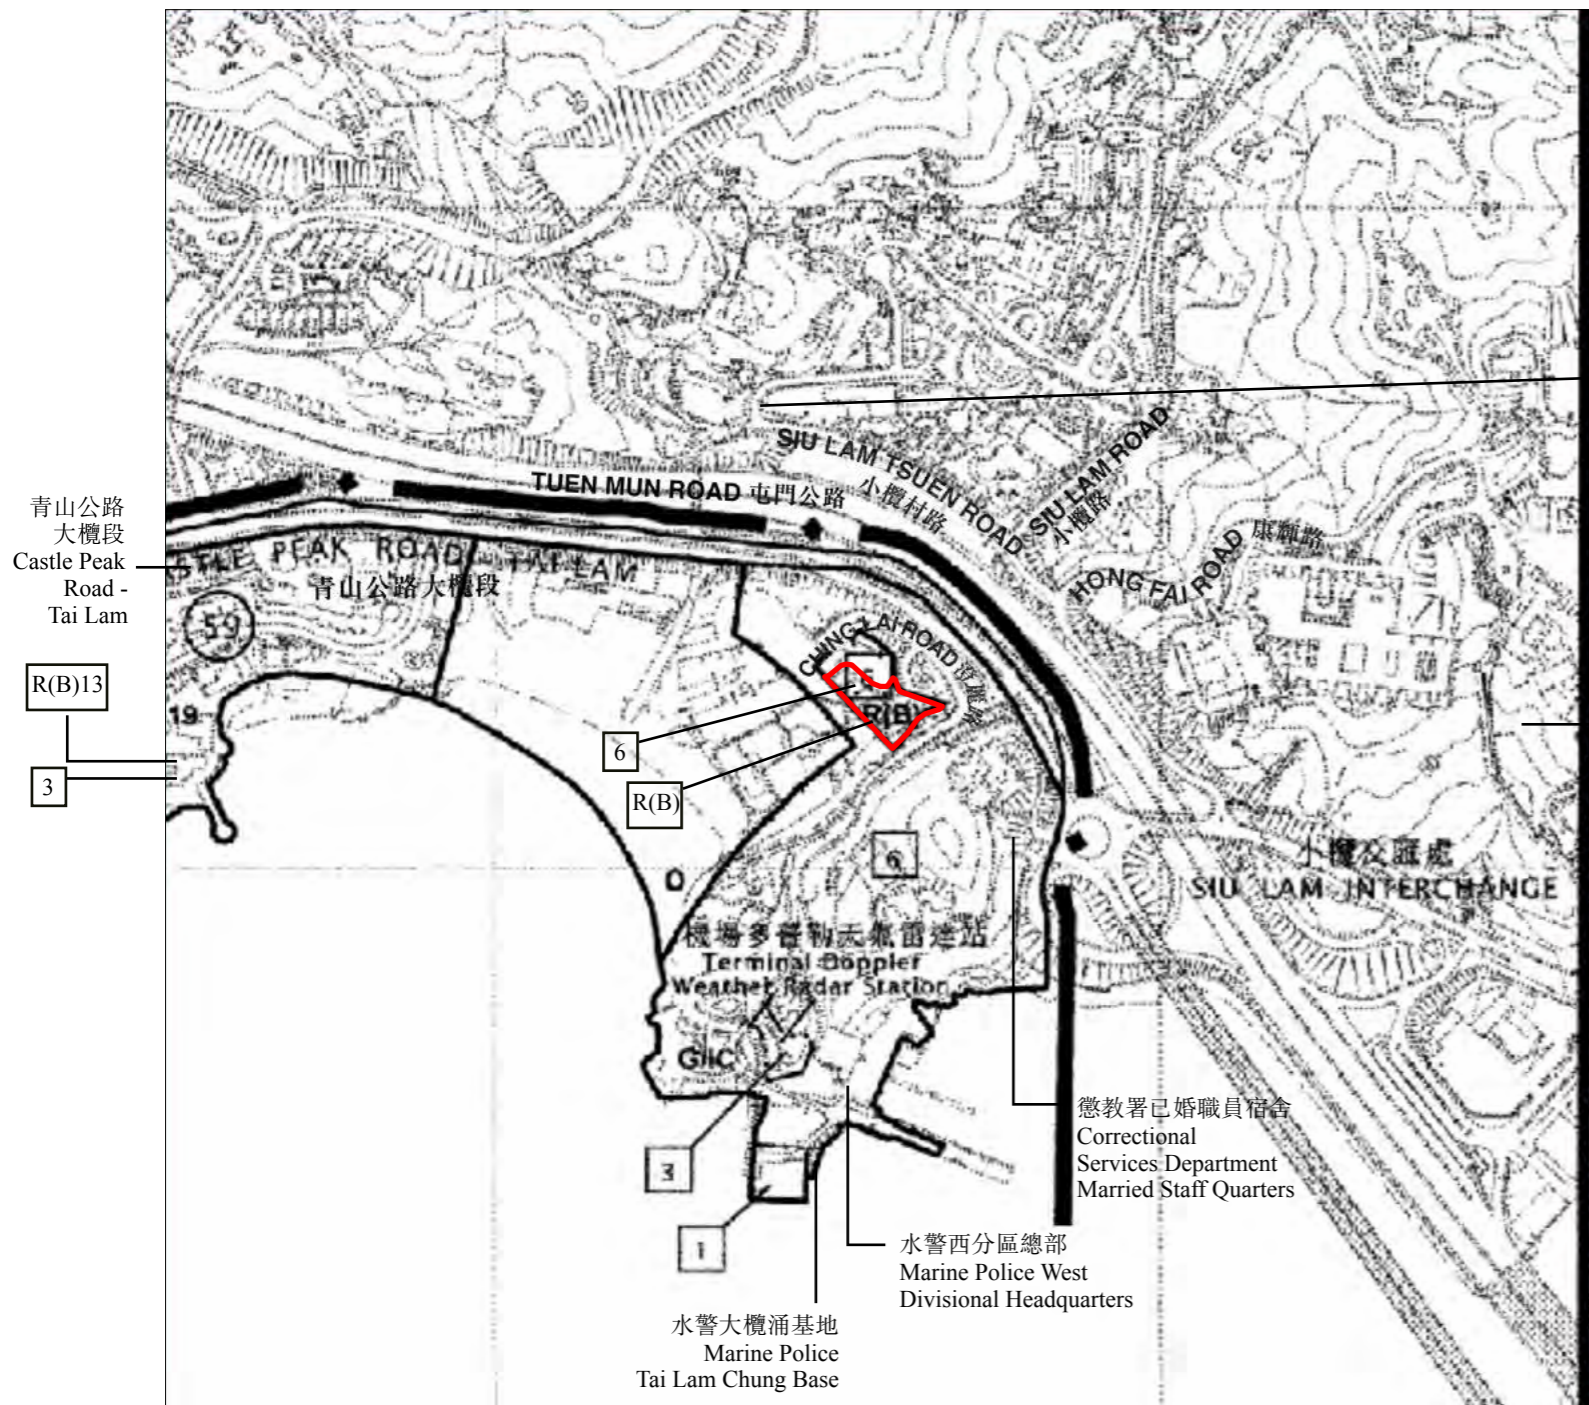 SIU LAM TSUEN ROAD
小欖村路
SIU LAM ROAD
小欖路
TUEN MUN ROAD 屯門公路
HONG FAI ROAD 康輝路
青山公路
大欖段
Castle Peak
Road -
Tai Lam
STLE PEAK ROAD TAI LAM
青山公路大欖段
59
CHING LAI ROAD 澄麗路
R(B)13
19
3
6
R(B)
R(B)
6
小欖交匯處
SIU LAM INTERCHANGE
O
機場多普勒天氣雷達站
Terminal Doppler
Weather Radar Station
G/IC
3
1
懲教署已婚職員宿舍
Correctional
Services Department
Married Staff Quarters
水警西分區總部
Marine Police West
Divisional Headquarters
水警大欖涌基地
Marine Police
Tai Lam Chung Base